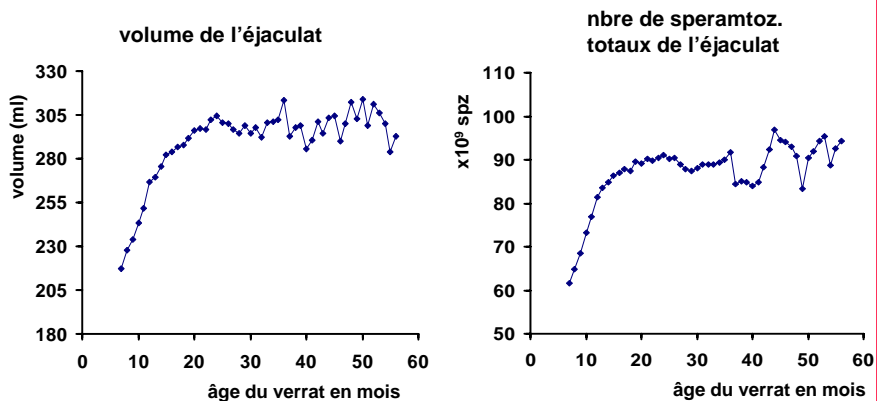 volume de l'éjaculat
330
305
280
255
230
205
180
volume (ml)
0 10 20 30 40 50 60
âge du verrat en mois
nbre de speramtoz.
totaux de l'éjaculat
110
100
90
80
70
60
50
x10⁹ spz
0 10 20 30 40 50 60
âge du verrat en mois